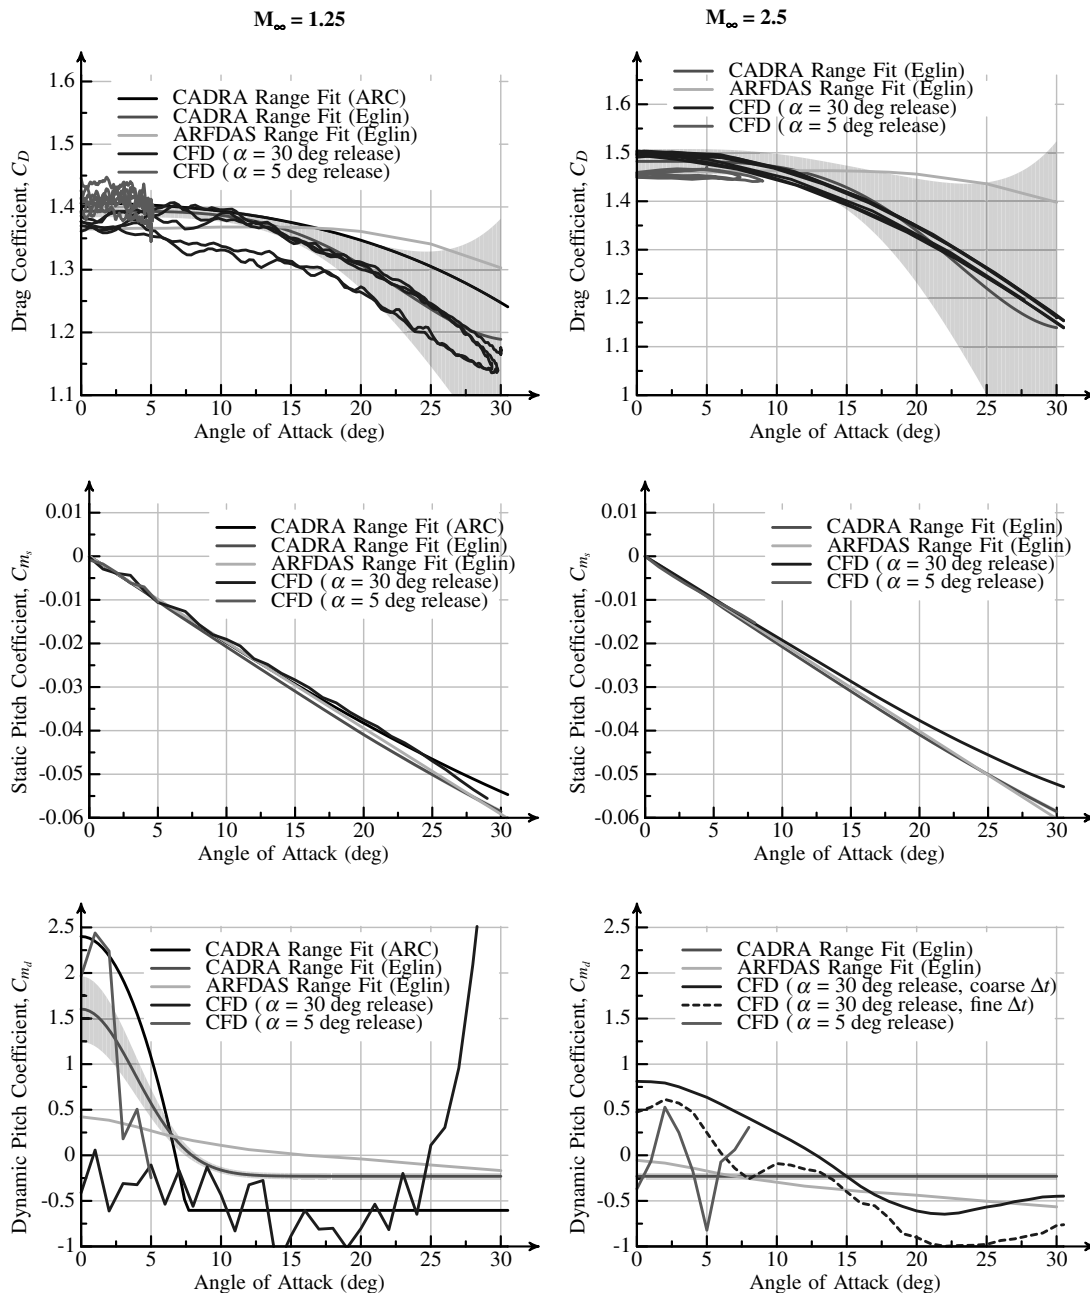 M∞ = 1.25
M∞ = 2.5
1.6
1.5
1.4
1.3
1.2
1.1
Drag Coefficient, C_D
CADRA Range Fit (ARC)
CADRA Range Fit (Eglin)
ARFDAS Range Fit (Eglin)
CFD ( α = 30 deg release)
CFD ( α = 5 deg release)
0 5 10 15 20 25 30
Angle of Attack (deg)
1.6
1.5
1.4
1.3
1.2
1.1
1
Drag Coefficient, C_D
CADRA Range Fit (Eglin)
ARFDAS Range Fit (Eglin)
CFD ( α = 30 deg release)
CFD ( α = 5 deg release)
0 5 10 15 20 25 30
Angle of Attack (deg)
0.01
0
-0.01
-0.02
-0.03
-0.04
-0.05
-0.06
Static Pitch Coefficient, C_{m_s}
CADRA Range Fit (ARC)
CADRA Range Fit (Eglin)
ARFDAS Range Fit (Eglin)
CFD ( α = 30 deg release)
CFD ( α = 5 deg release)
0 5 10 15 20 25 30
Angle of Attack (deg)
0.01
0
-0.01
-0.02
-0.03
-0.04
-0.05
-0.06
Static Pitch Coefficient, C_{m_s}
CADRA Range Fit (Eglin)
ARFDAS Range Fit (Eglin)
CFD ( α = 30 deg release)
CFD ( α = 5 deg release)
0 5 10 15 20 25 30
Angle of Attack (deg)
2.5
2
1.5
1
0.5
0
-0.5
-1
Dynamic Pitch Coefficient, C_{m_d}
CADRA Range Fit (ARC)
CADRA Range Fit (Eglin)
ARFDAS Range Fit (Eglin)
CFD ( α = 30 deg release)
CFD ( α = 5 deg release)
0 5 10 15 20 25 30
Angle of Attack (deg)
2.5
2
1.5
1
0.5
0
-0.5
-1
Dynamic Pitch Coefficient, C_{m_d}
CADRA Range Fit (Eglin)
ARFDAS Range Fit (Eglin)
CFD ( α = 30 deg release, coarse Δt)
CFD ( α = 30 deg release, fine Δt)
CFD ( α = 5 deg release)
0 5 10 15 20 25 30
Angle of Attack (deg)